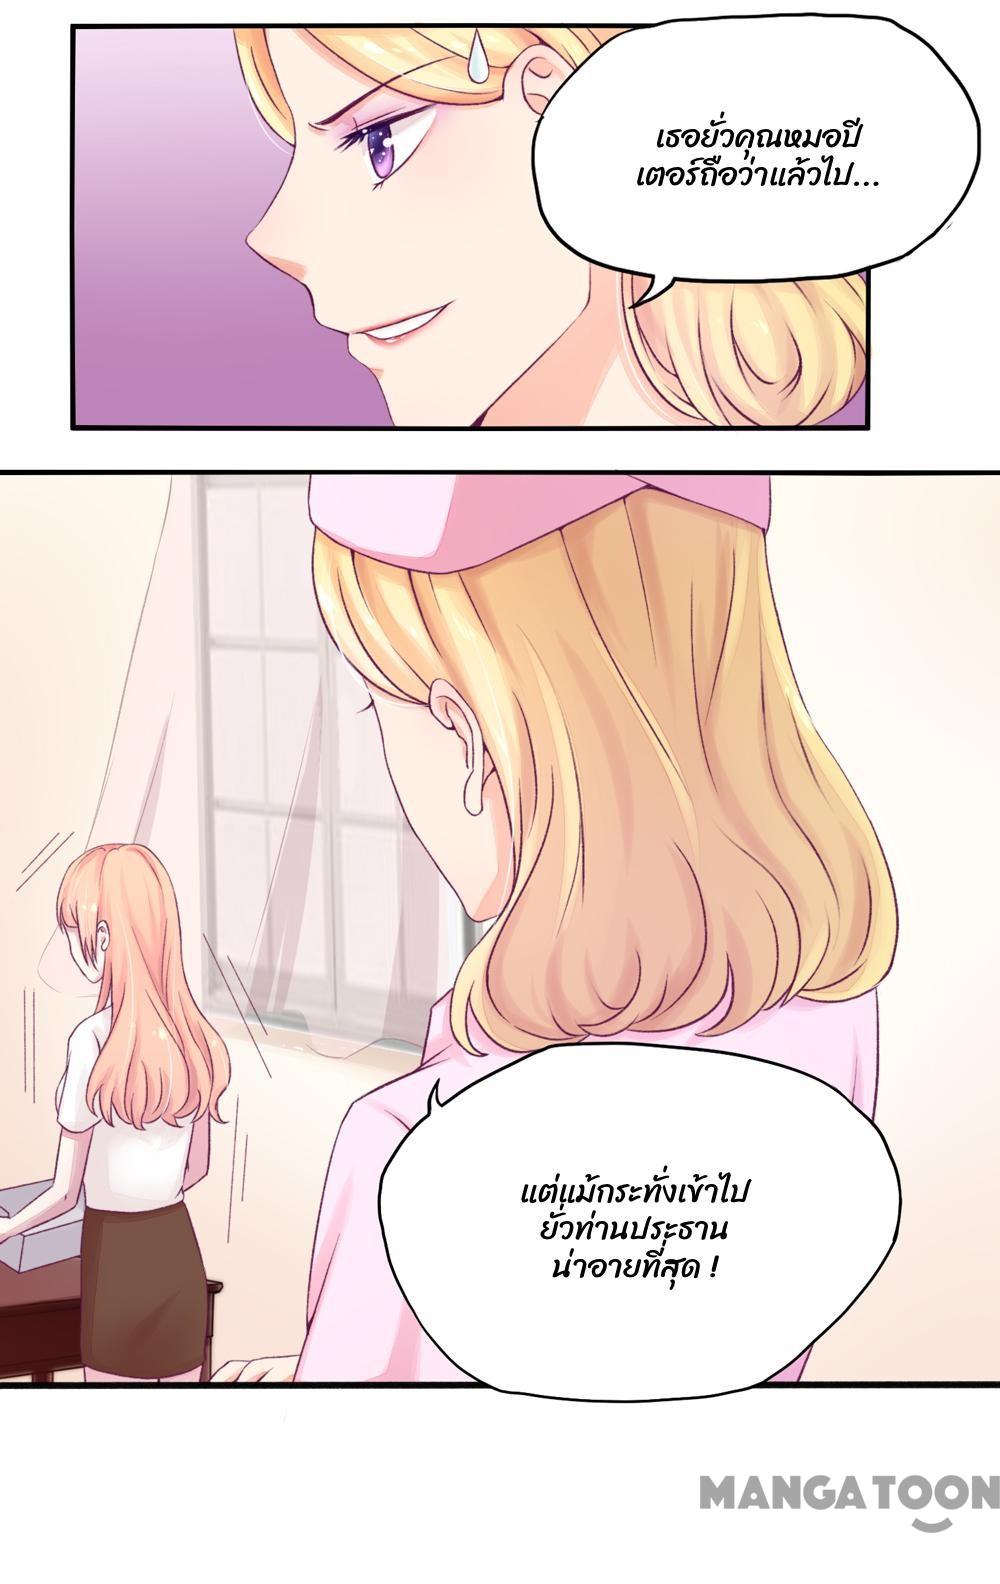 เธอยั่วคุณหมอปี
เตอร์ถือว่าแล้วไป...
แต่แม้กระทั่งเข้าไป
ยั่วท่านประธาน
น่าอายที่สุด !
MANGATOON